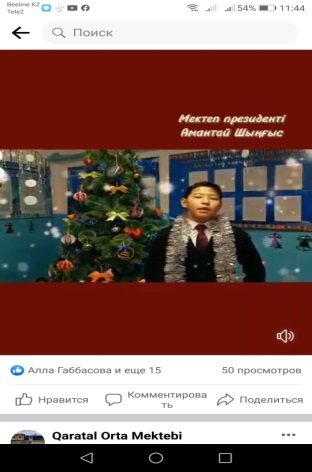 Beeline KZ
Tele2
54%
11:44
Поиск
Мектеп президенті
Амантай Шыңғыс
Алла Габбасова и еще 15
50 просмотров
Нравится
Комментировать
Поделиться
Qaratal Orta Mektebi